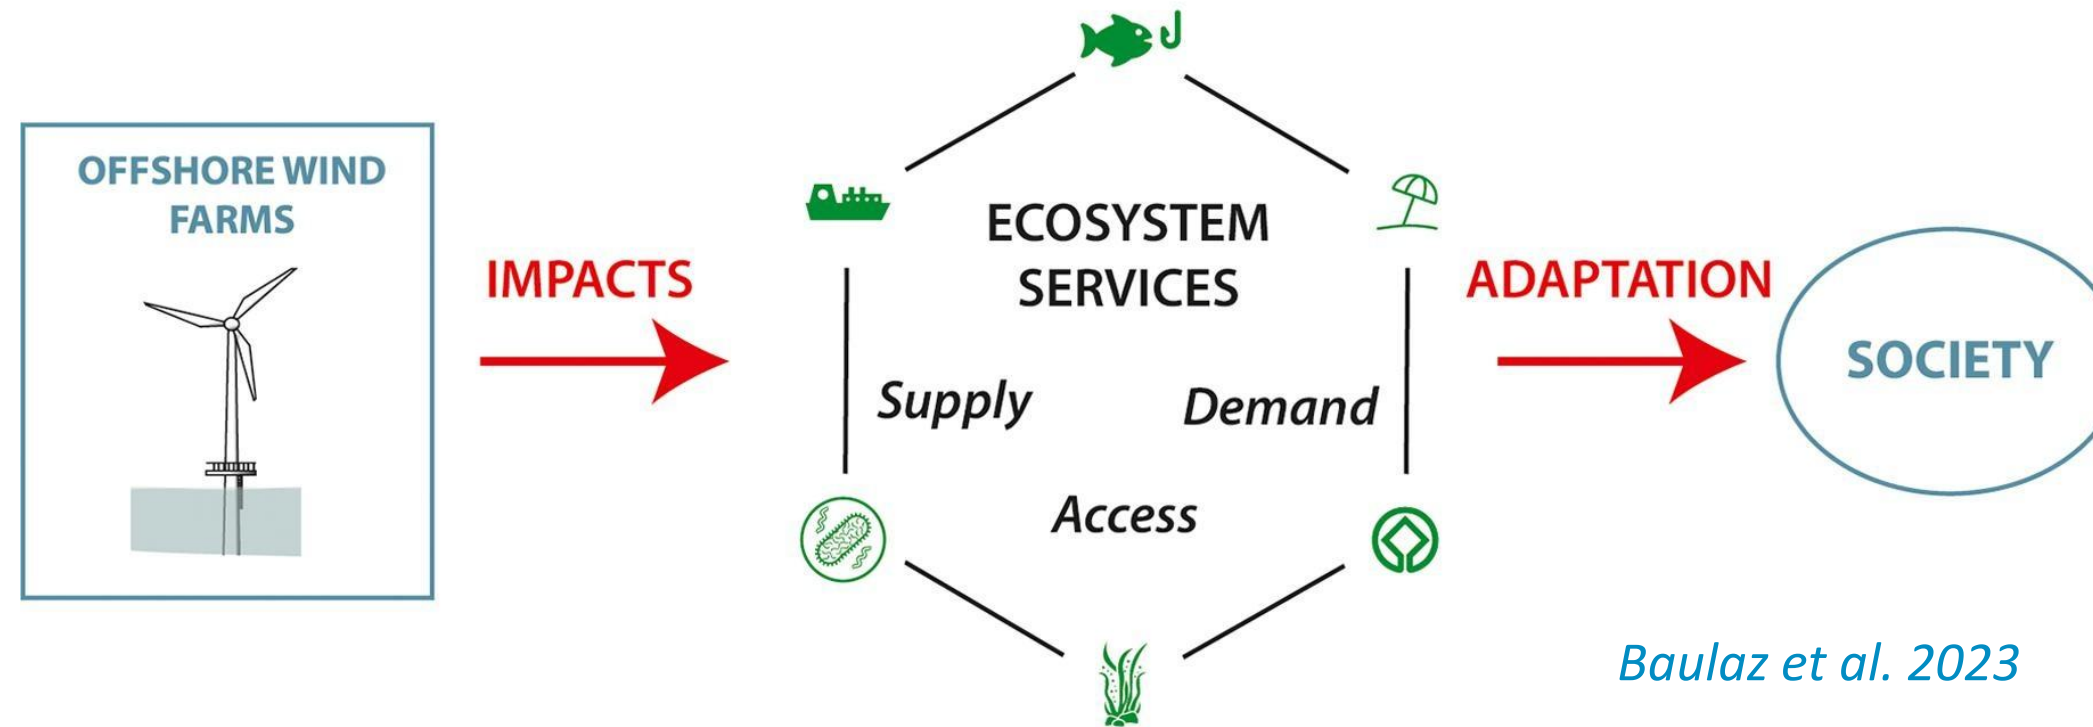 OFFSHORE WIND
FARMS
IMPACTS
ECOSYSTEM
SERVICES
Supply
Demand
Access
ADAPTATION
SOCIETY
Baulaz et al. 2023